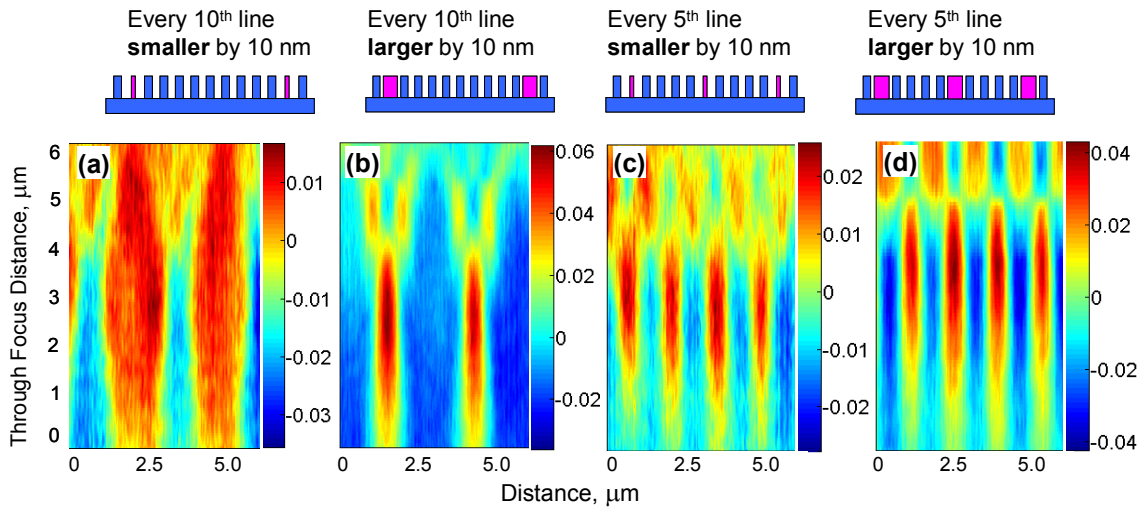 Every 10th line
smaller by 10 nm
Every 10th line
larger by 10 nm
Every 5th line
smaller by 10 nm
Every 5th line
larger by 10 nm
Through Focus Distance, μm
6
5
4
3
2
1
0
(a)
0.01
0
-0.01
-0.02
-0.03
0 2.5 5.0
(b)
0.06
0.04
0.02
0
-0.02
0 2.5 5.0
(c)
0.02
0.01
0
-0.01
-0.02
0 2.5 5.0
(d)
0.04
0.02
0
-0.02
-0.04
0 2.5 5.0
Distance, μm